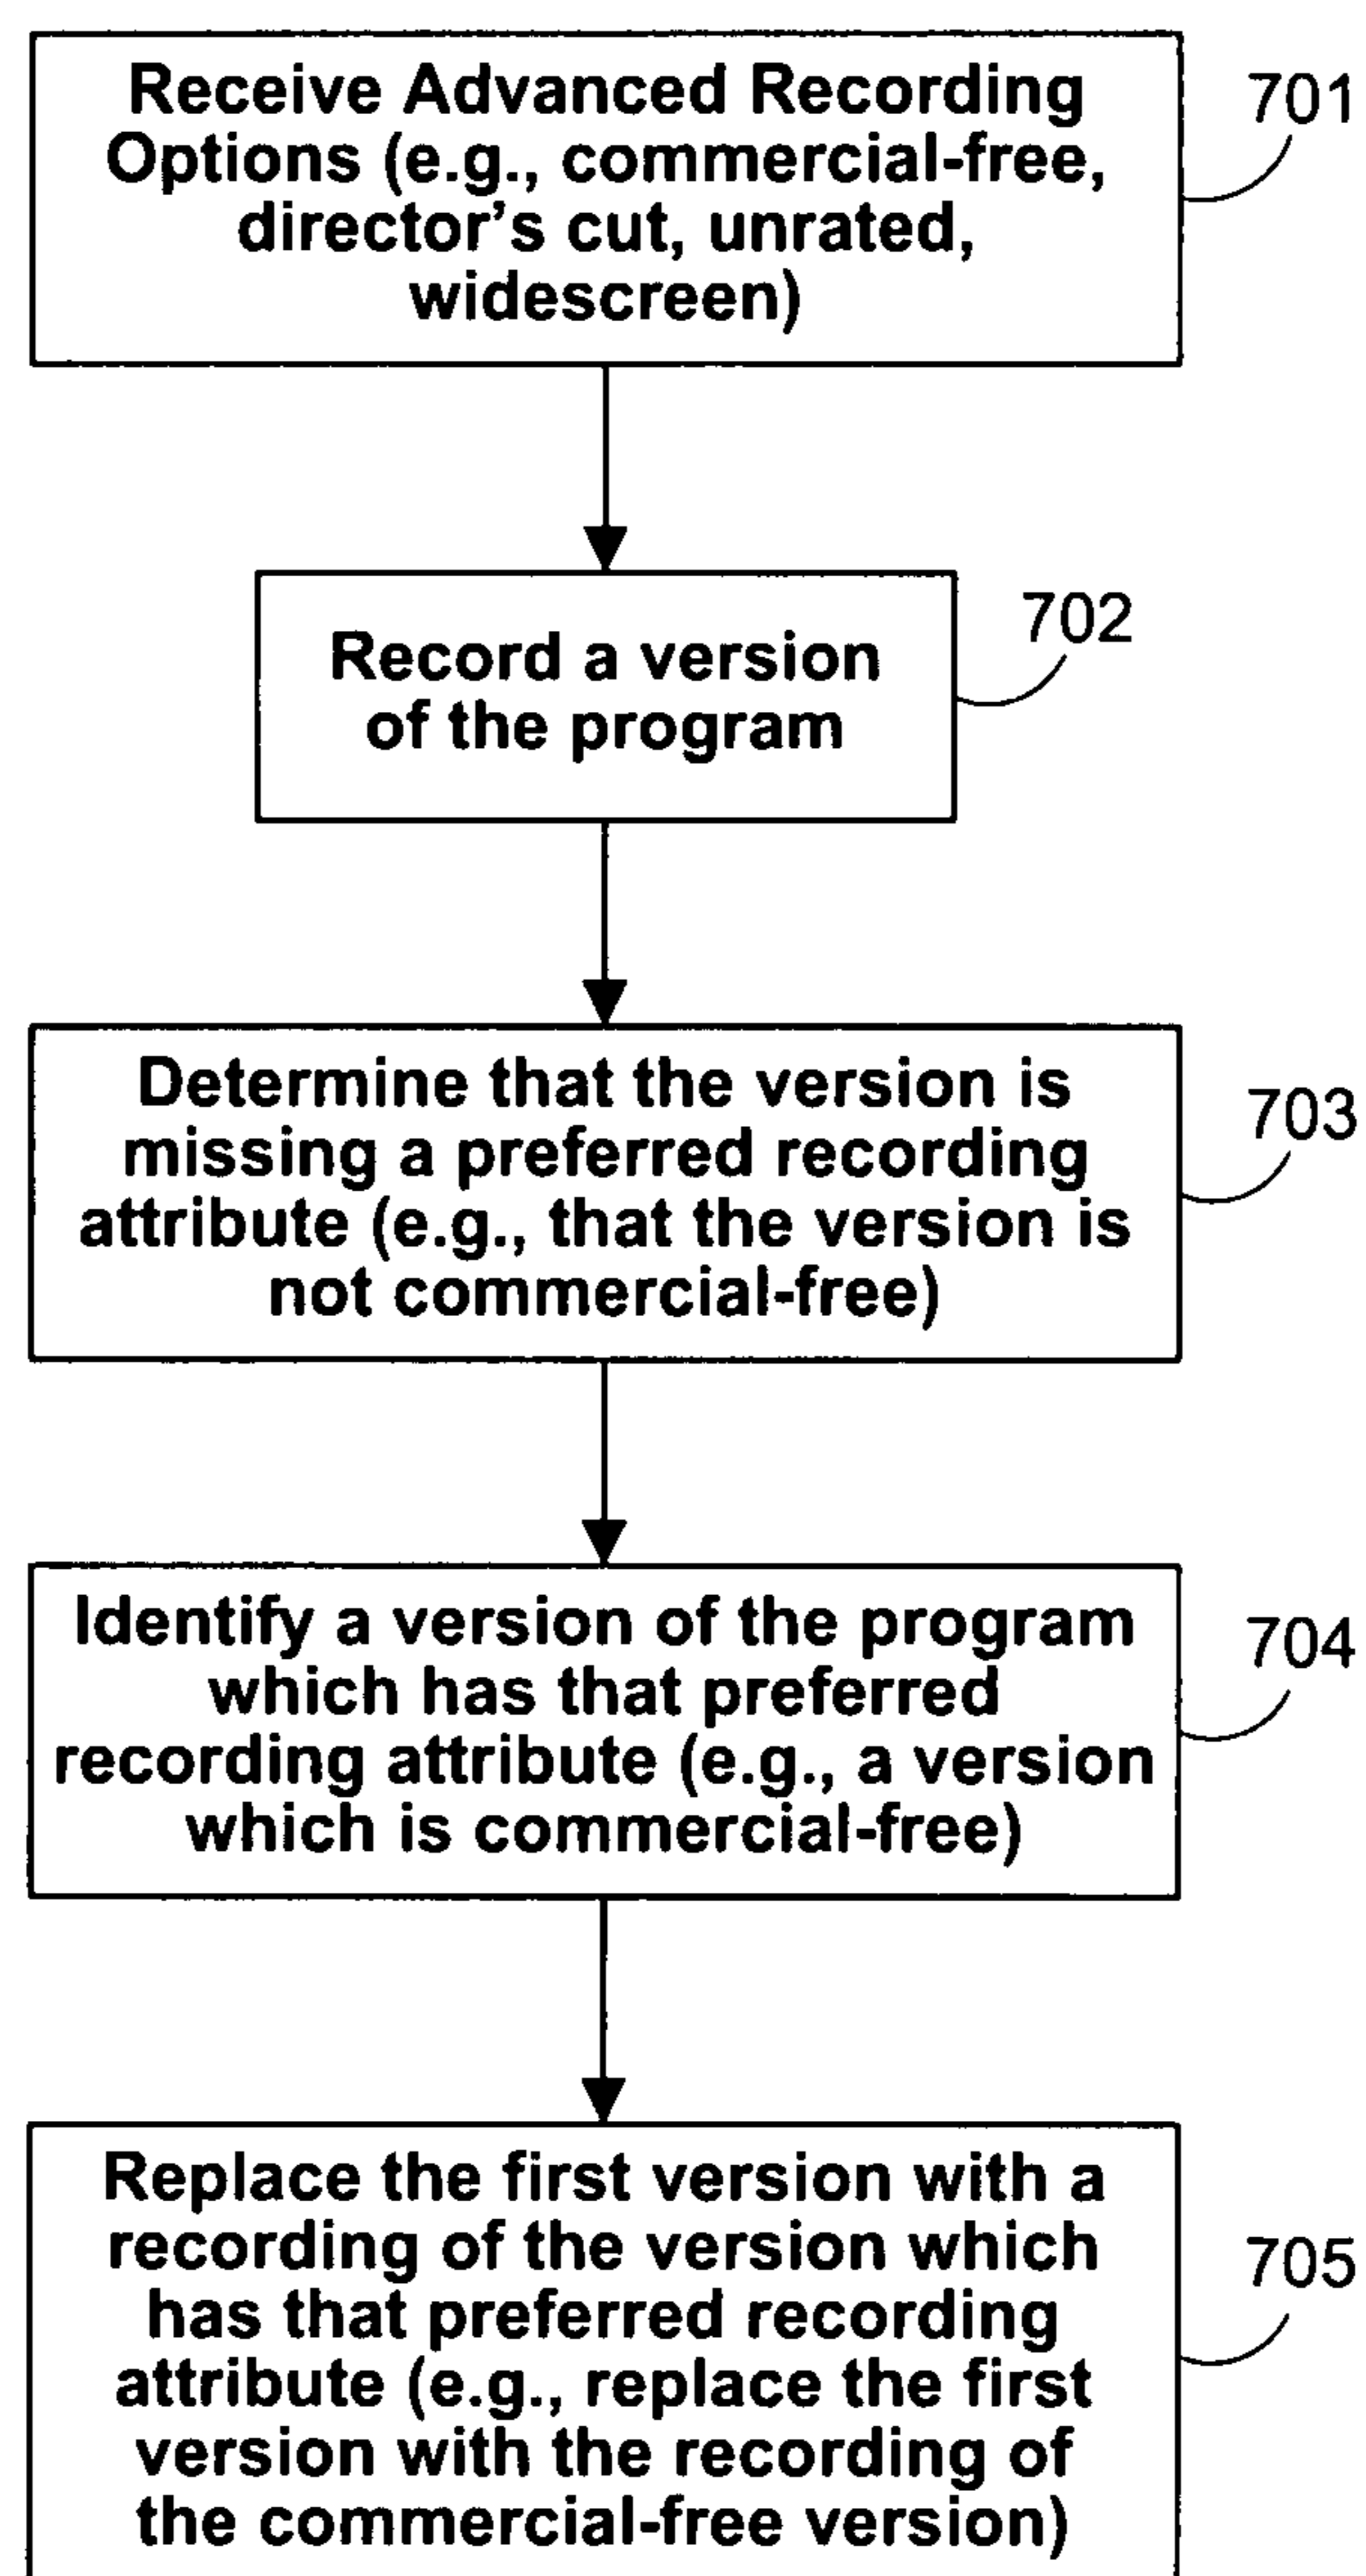 Receive Advanced Recording
Options (e.g., commercial-free,
director's cut, unrated,
widescreen)
701
Record a version
of the program
702
Determine that the version is
missing a preferred recording
attribute (e.g., that the version is
not commercial-free)
703
Identify a version of the program
which has that preferred
recording attribute (e.g., a version
which is commercial-free)
704
Replace the first version with a
recording of the version which
has that preferred recording
attribute (e.g., replace the first
version with the recording of
the commercial-free version)
705